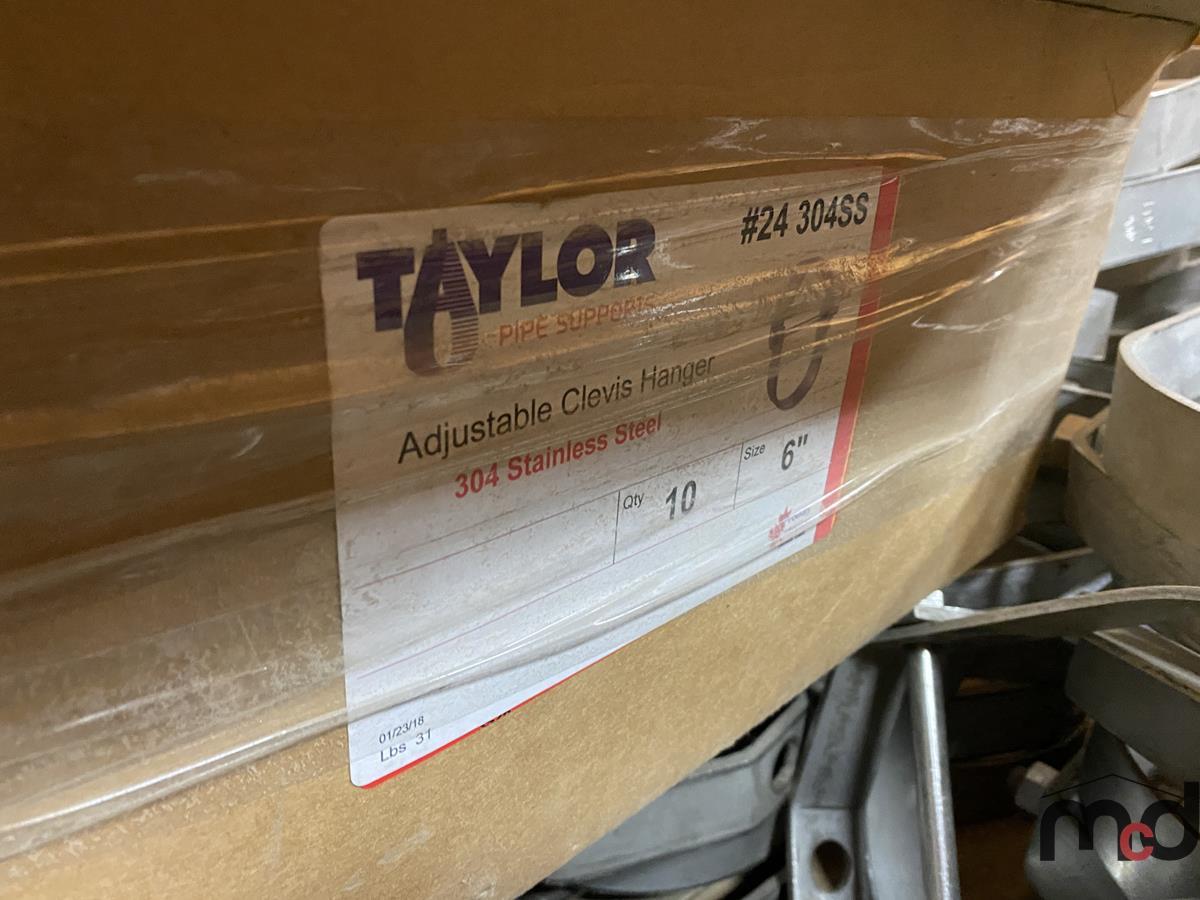 TAYLOR
#24 304SS
PIPE SUPPORTS
Adjustable Clevis Hanger
304 Stainless Steel
Qty 10
Size 6"
01/23/18
Lbs 31
mcd